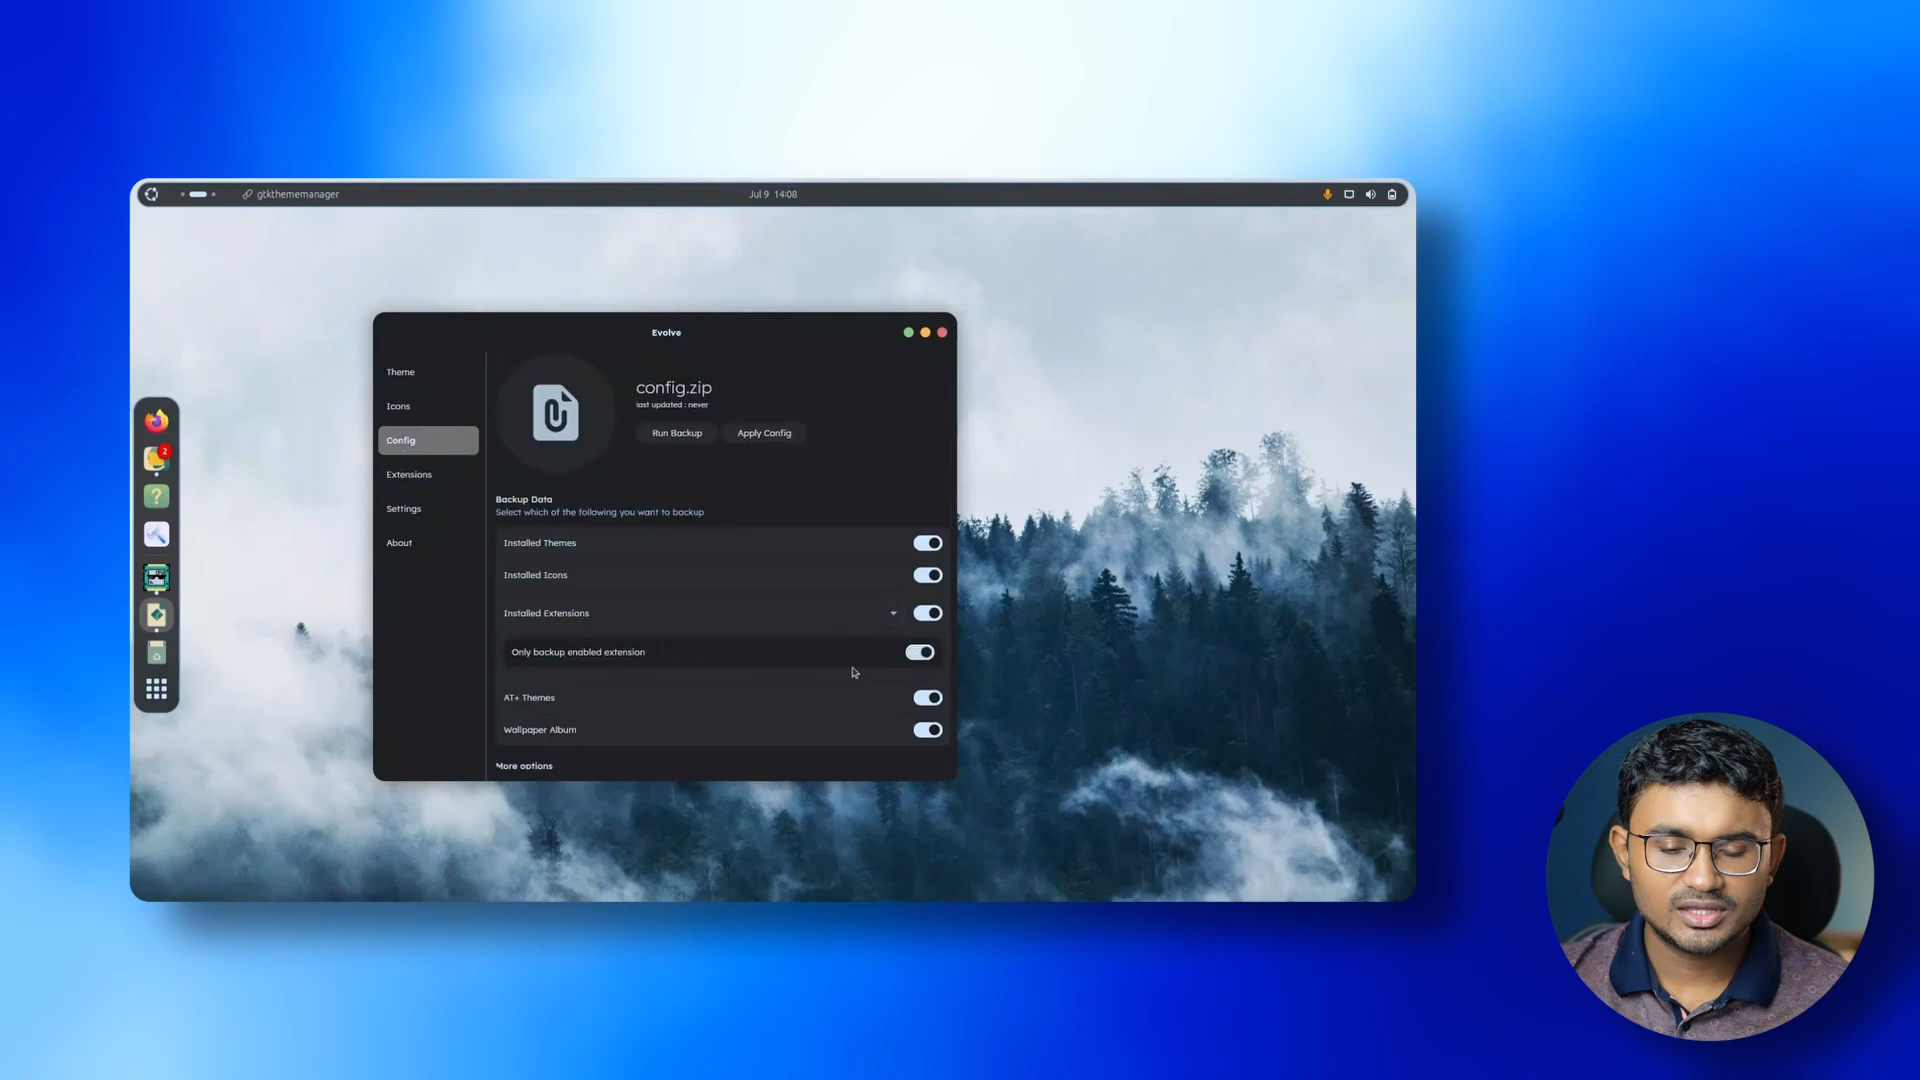 gtkthememanager
Jul 9 14:08
Evolve
Theme
Icons
Config
Extensions
Settings
About
config.zip
last updated : never
Run Backup
Apply Config
Backup Data
Select which of the following you want to backup
Installed Themes
Installed Icons
Installed Extensions
Only backup enabled extension
AT+ Themes
Wallpaper Album
More options
2
?